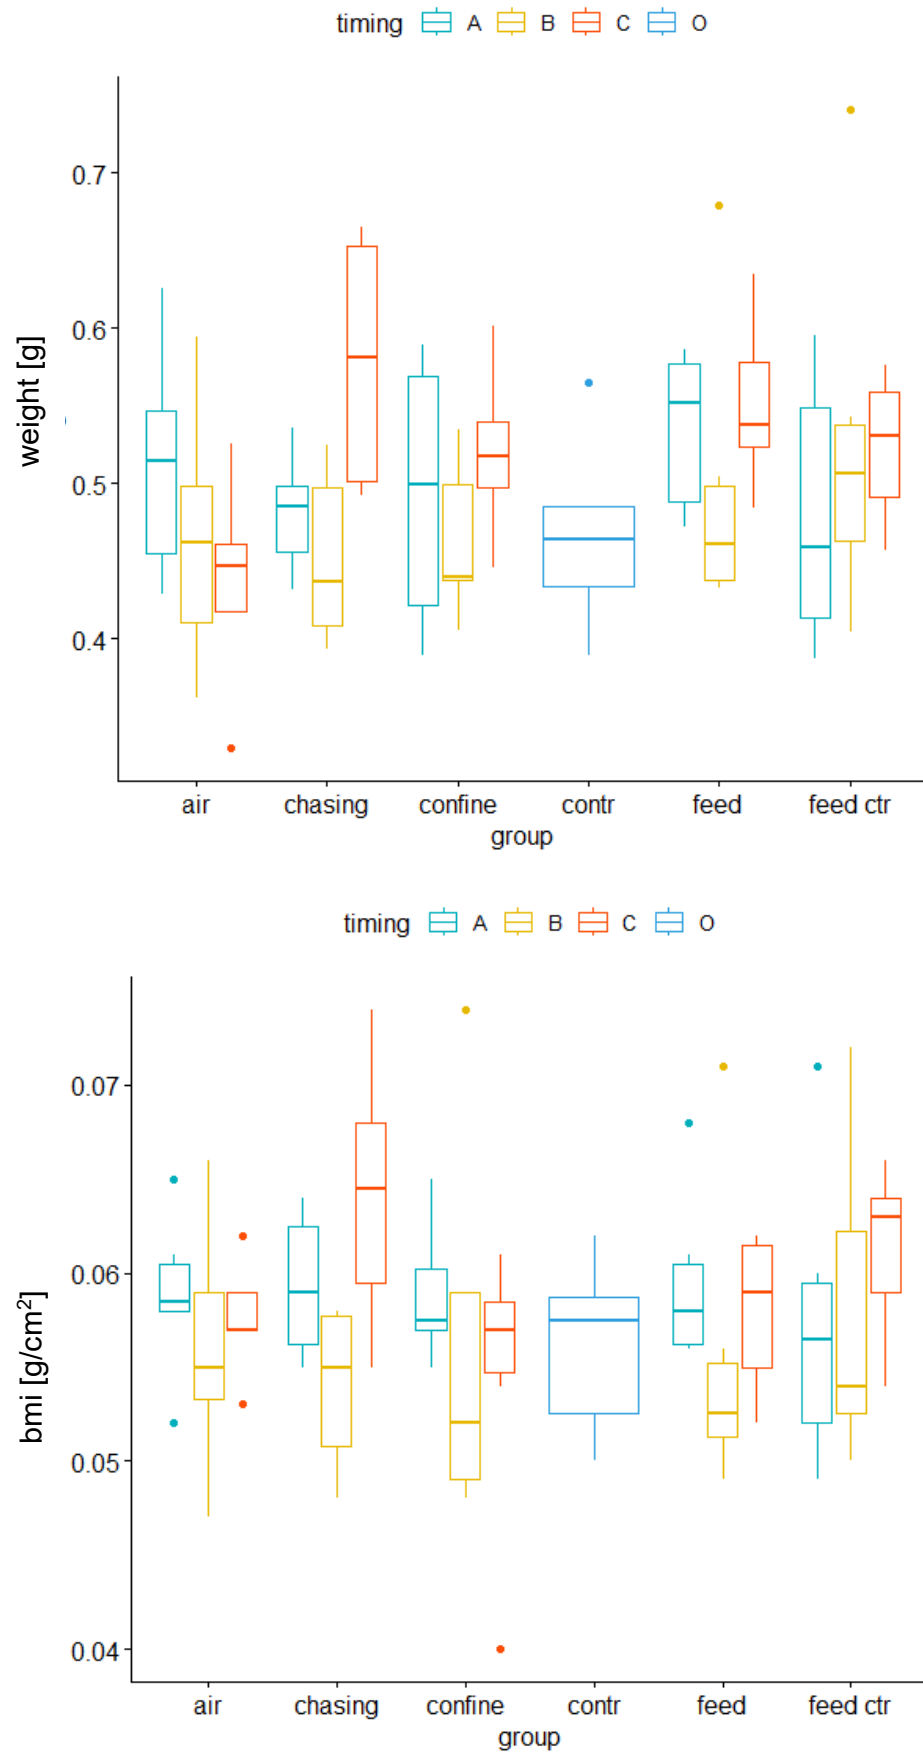 timing A B C O
weight [g]
0.7
0.6
0.5
0.4
air chasing confine contr feed feed ctr
group
timing A B C O
bmi [g/cm²]
0.07
0.06
0.05
0.04
air chasing confine contr feed feed ctr
group